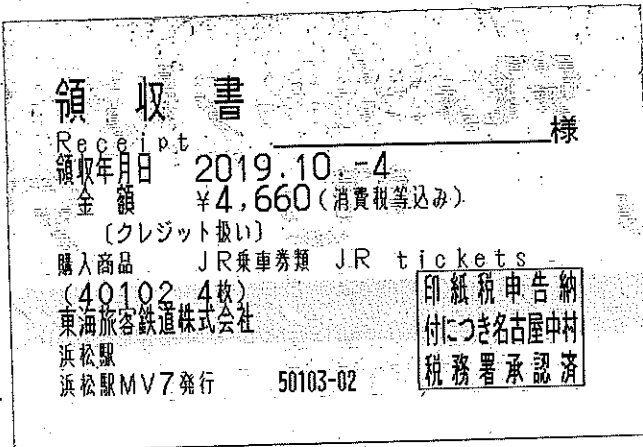 領収書
Receipt 様
領収年月日 2019.10.-4
金額 ¥4,660(消費税等込み)
〔クレジット扱い〕
購入商品 JR乗車券類 JR tickets
(40102 4枚)
東海旅客鉄道株式会社
浜松駅
浜松駅MV7発行 50103-02
印紙税申告納
付につき名古屋中村
税務署承認済